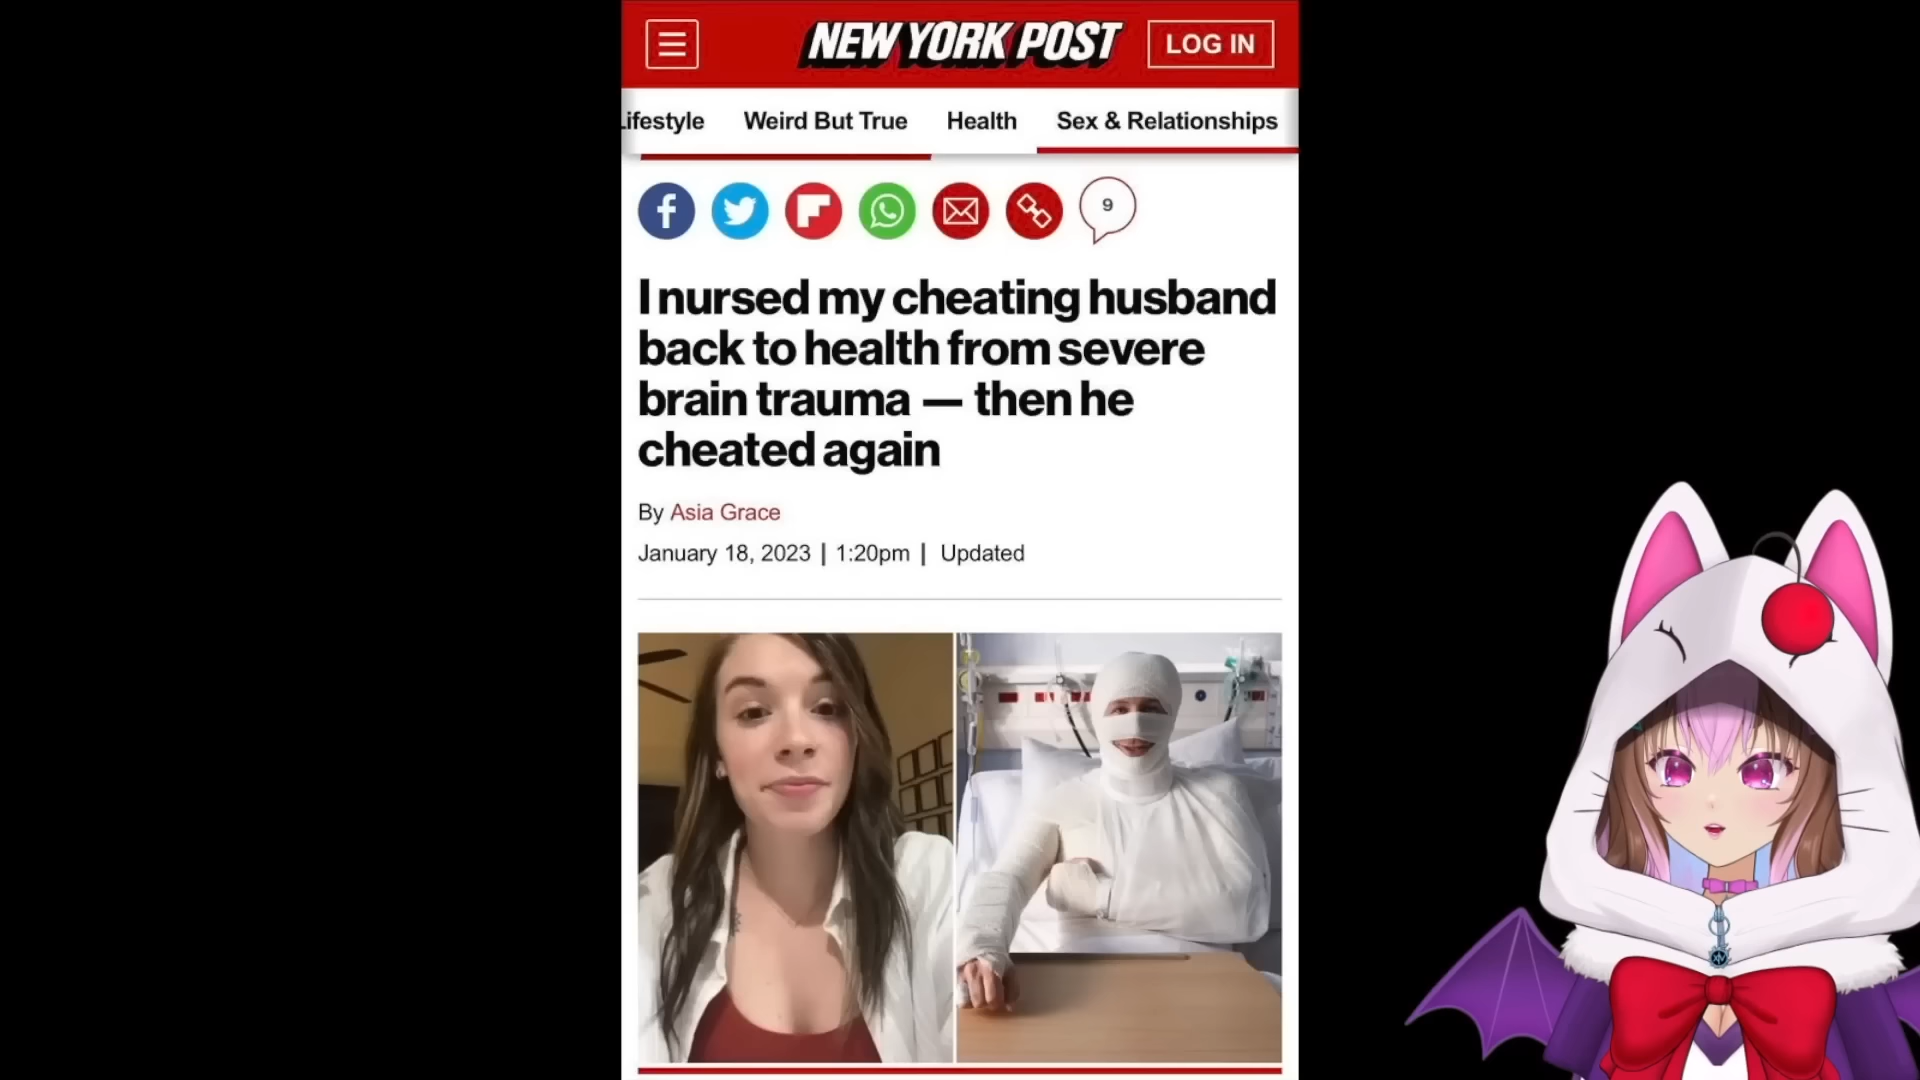 NEW YORK POST
LOG IN
Lifestyle Weird But True Health Sex & Relationships
9
I nursed my cheating husband
back to health from severe
brain trauma — then he
cheated again
By Asia Grace
January 18, 2023 | 1:20pm | Updated